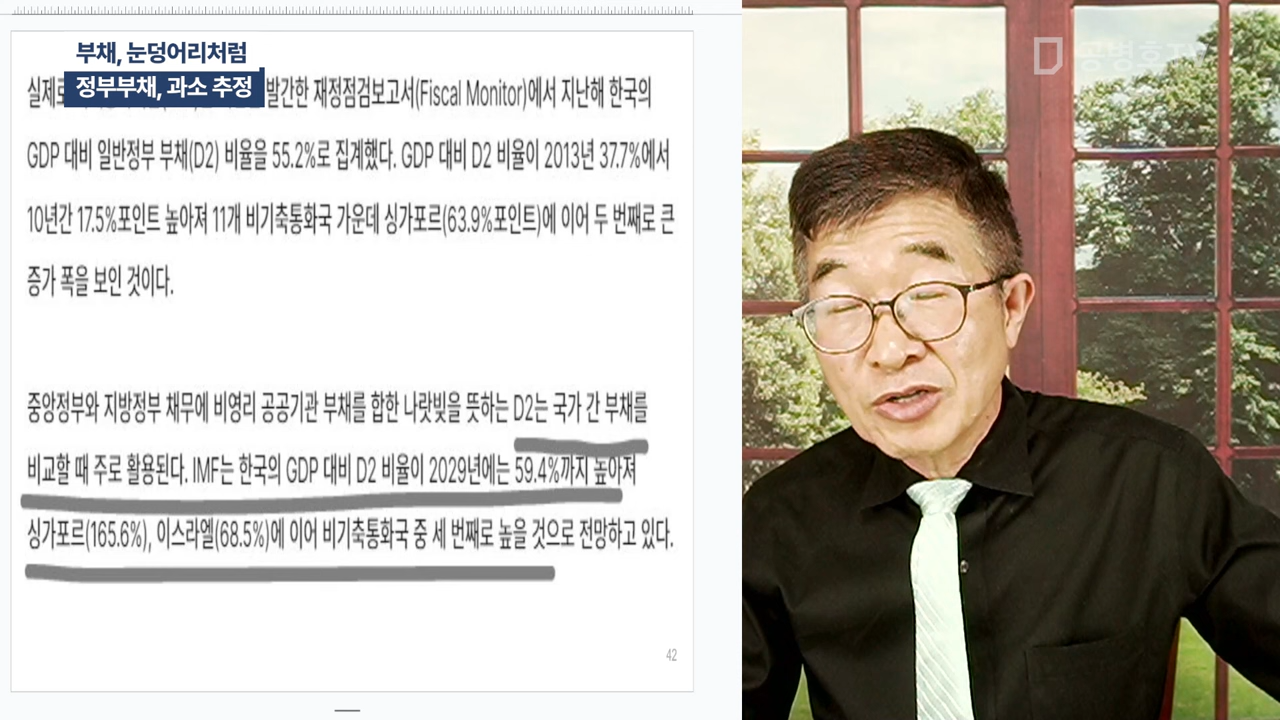 부채, 눈덩어리처럼
정부부채, 과소 추정
실제로 발간한 재정점검보고서(Fiscal Monitor)에서 지난해 한국의
GDP 대비 일반정부 부채(D2) 비율을 55.2%로 집계했다. GDP 대비 D2 비율이 2013년 37.7%에서
10년간 17.5%포인트 높아져 11개 비기축통화국 가운데 싱가포르(63.9%포인트)에 이어 두 번째로 큰
증가 폭을 보인 것이다.
중앙정부와 지방정부 채무에 비영리 공공기관 부채를 합한 나랏빚을 뜻하는 D2는 국가 간 부채를
비교할 때 주로 활용된다. IMF는 한국의 GDP 대비 D2 비율이 2029년에는 59.4%까지 높아져
싱가포르(165.6%), 이스라엘(68.5%)에 이어 비기축통화국 중 세 번째로 높을 것으로 전망하고 있다.
42
공병호TV